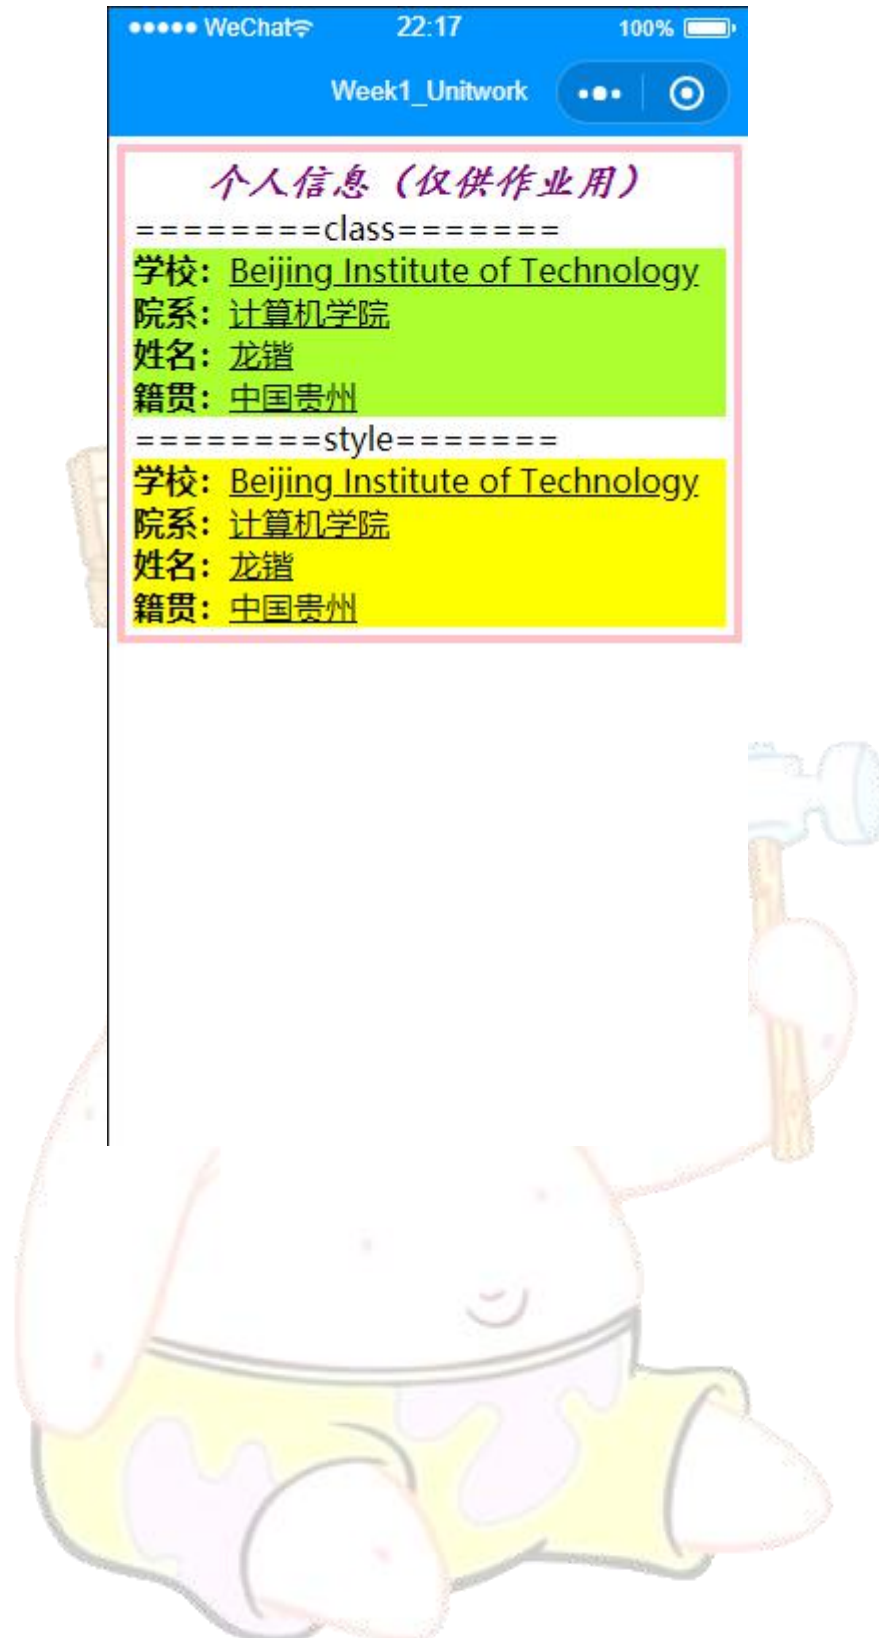 ●●●●● WeChat 22:17 100%
Week1_Unitwork
个人信息（仅供作业用）
========class=======
学校：Beijing Institute of Technology
院系：计算机学院
姓名：龙锴
籍贯：中国贵州
========style=======
学校：Beijing Institute of Technology
院系：计算机学院
姓名：龙锴
籍贯：中国贵州